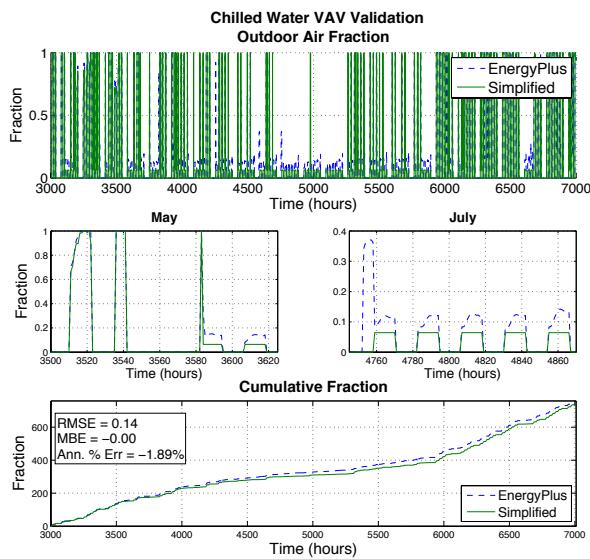 Chilled Water VAV Validation
Outdoor Air Fraction
1
0.5
0
Fraction
EnergyPlus
Simplified
3000 3500 4000 4500 5000 5500 6000 6500 7000
Time (hours)
May
1
0.8
0.6
0.4
0.2
0
Fraction
3500 3520 3540 3560 3580 3600 3620
Time (hours)
July
0.4
0.3
0.2
0.1
0
Fraction
4760 4780 4800 4820 4840 4860
Time (hours)
Cumulative Fraction
600
400
200
0
Fraction
RMSE = 0.14
MBE = −0.00
Ann. % Err = −1.89%
EnergyPlus
Simplified
3000 3500 4000 4500 5000 5500 6000 6500 7000
Time (hours)